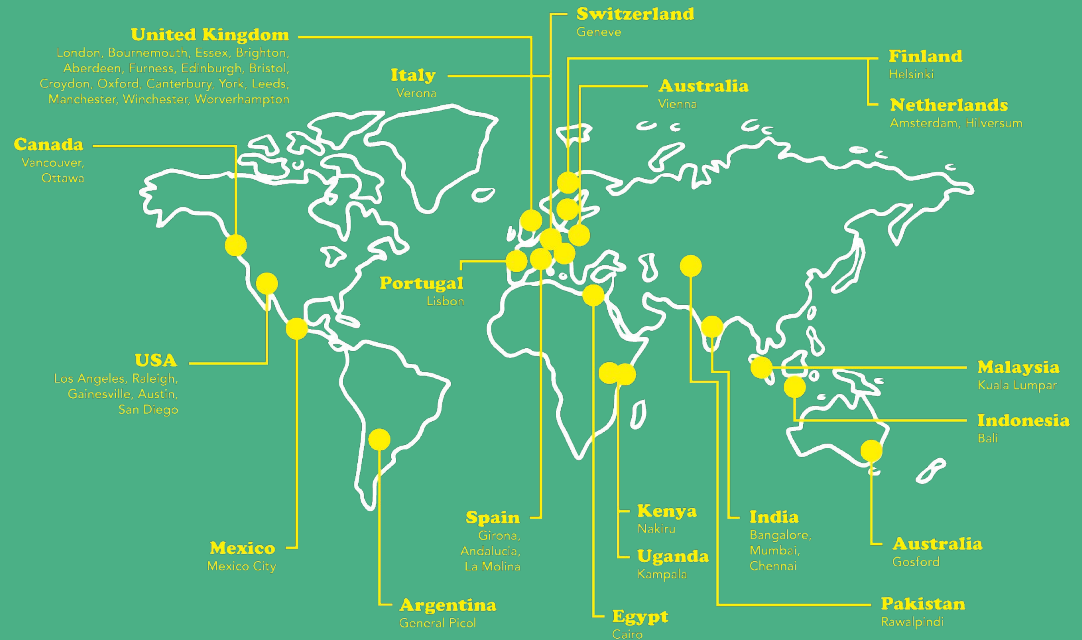 Switzerland
Geneve
United Kingdom
London, Bournemouth, Essex, Brighton,
Aberdeen, Furness, Edinburgh, Bristol,
Croydon, Oxford, Canterbury, York, Leeds,
Manchester, Winchester, Worverhampton
Italy
Verona
Finland
Helsinki
Australia
Vienna
Netherlands
Amsterdam, Hilversum
Canada
Vancouver,
Ottawa
Portugal
Lisbon
USA
Los Angeles, Raleigh,
Gainesville, Austin,
San Diego
Malaysia
Kuala Lumpar
Indonesia
Bali
Spain
Girona,
Andalucia,
La Molina
Kenya
Nakiru
India
Bangalore,
Mumbai,
Chennai
Mexico
Mexico City
Uganda
Kampala
Australia
Gosford
Argentina
General Picol
Egypt
Cairo
Pakistan
Rawalpindi